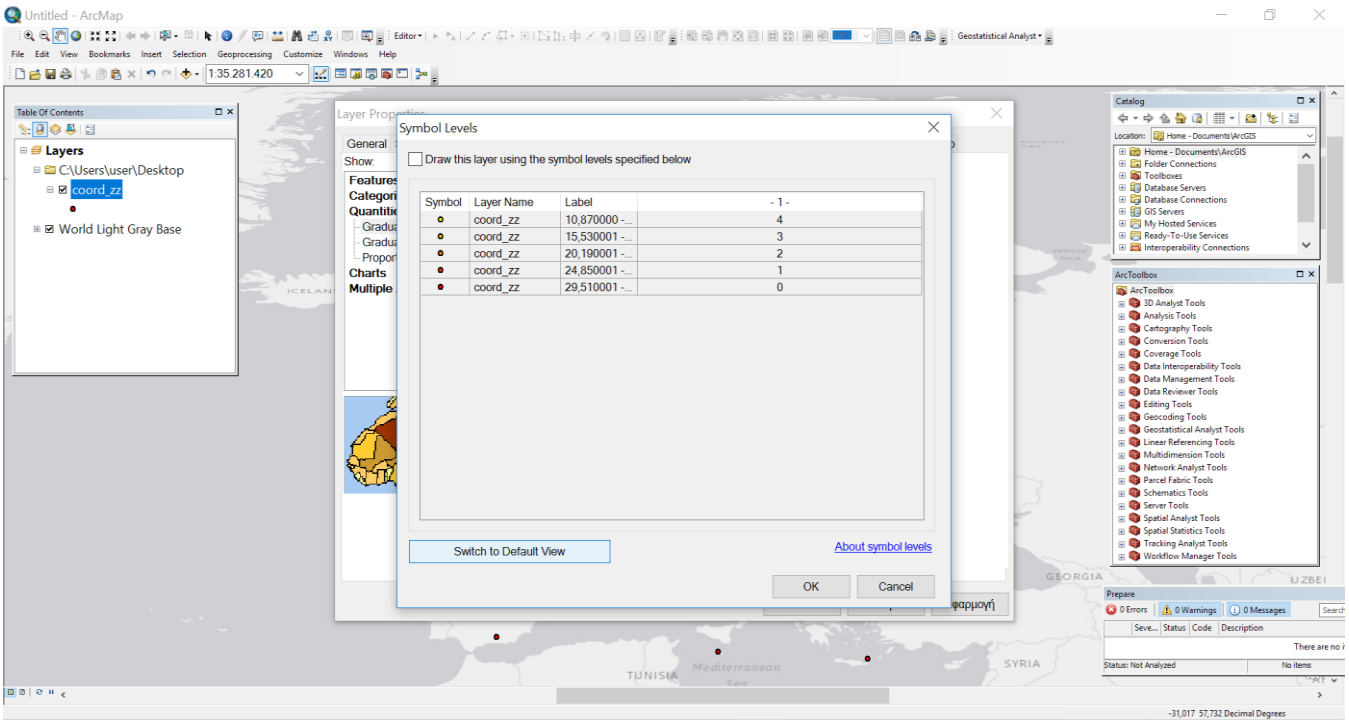 Untitled - ArcMap
Editor
Geostatistical Analyst
File Edit View Bookmarks Insert Selection Geoprocessing Customize Windows Help
1:35.281.420
Table Of Contents
Layers
C:\Users\user\Desktop
coord_zz
World Light Gray Base
Layer
General
Show:
Features
Quantities
Charts
Multiple
Symbol Levels
Draw this layer using the symbol levels specified below
Symbol Layer Name Label - 1 -
coord_zz 10,870000 -... 4
coord_zz 15,530001 -... 3
coord_zz 20,190001 -... 2
coord_zz 24,850001 -... 1
coord_zz 29,510001 -... 0
Switch to Default View
About symbol levels
OK Cancel
Catalog
Location: Home - Documents\ArcGIS
Home - Documents\ArcGIS
Folder Connections
Toolboxes
Database Servers
Database Connections
GIS Servers
My Hosted Services
Ready-To-Use Services
Interoperability Connections
ArcToolbox
ArcToolbox
3D Analyst Tools
Analysis Tools
Cartography Tools
Conversion Tools
Coverage Tools
Data Interoperability Tools
Data Management Tools
Data Reviewer Tools
Editing Tools
Geocoding Tools
Geostatistical Analyst Tools
Linear Referencing Tools
Multidimension Tools
Network Analyst Tools
Parcel Fabric Tools
Schematics Tools
Server Tools
Spatial Analyst Tools
Spatial Statistics Tools
Tracking Analyst Tools
Workflow Manager Tools
Prepare
0 Errors 0 Warnings 0 Messages Search
Seve... Status Code Description
There are no i
Status: Not Analyzed No items
ICELAN
White Sea
GEORGIA
UZBEI
TUNISIA
Mediterranean
Sea
SYRIA
-31,017 57,732 Decimal Degrees